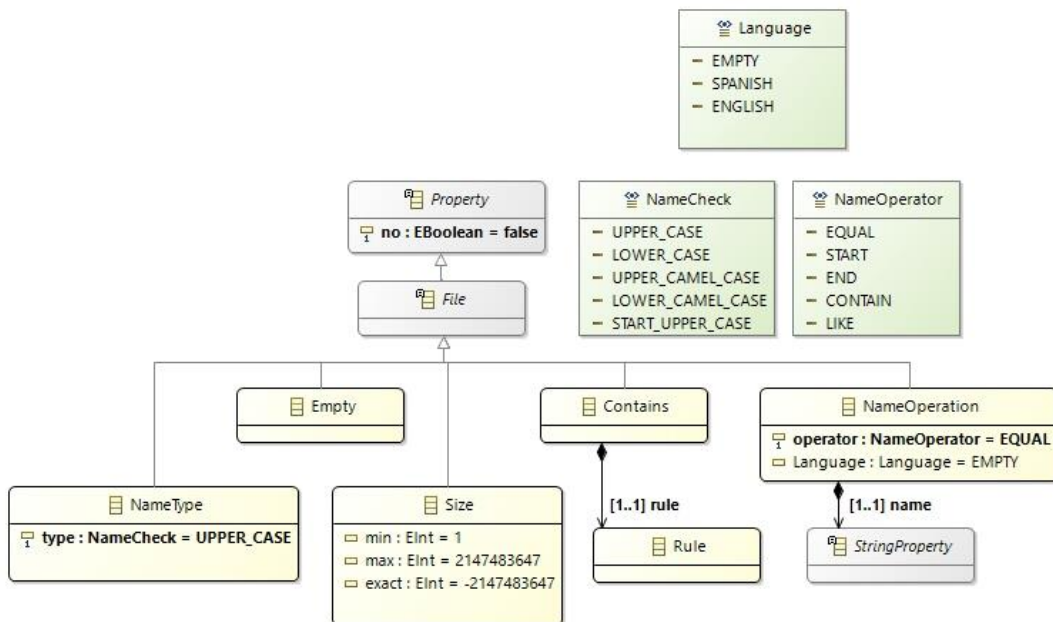 Language
EMPTY
SPANISH
ENGLISH
Property
no : EBoolean = false
NameCheck
UPPER_CASE
LOWER_CASE
UPPER_CAMEL_CASE
LOWER_CAMEL_CASE
START_UPPER_CASE
NameOperator
EQUAL
START
END
CONTAIN
LIKE
File
Empty
Contains
NameOperation
operator : NameOperator = EQUAL
Language : Language = EMPTY
NameType
type : NameCheck = UPPER_CASE
Size
min : EInt = 1
max : EInt = 2147483647
exact : EInt = -2147483647
[1..1] rule
[1..1] name
Rule
StringProperty